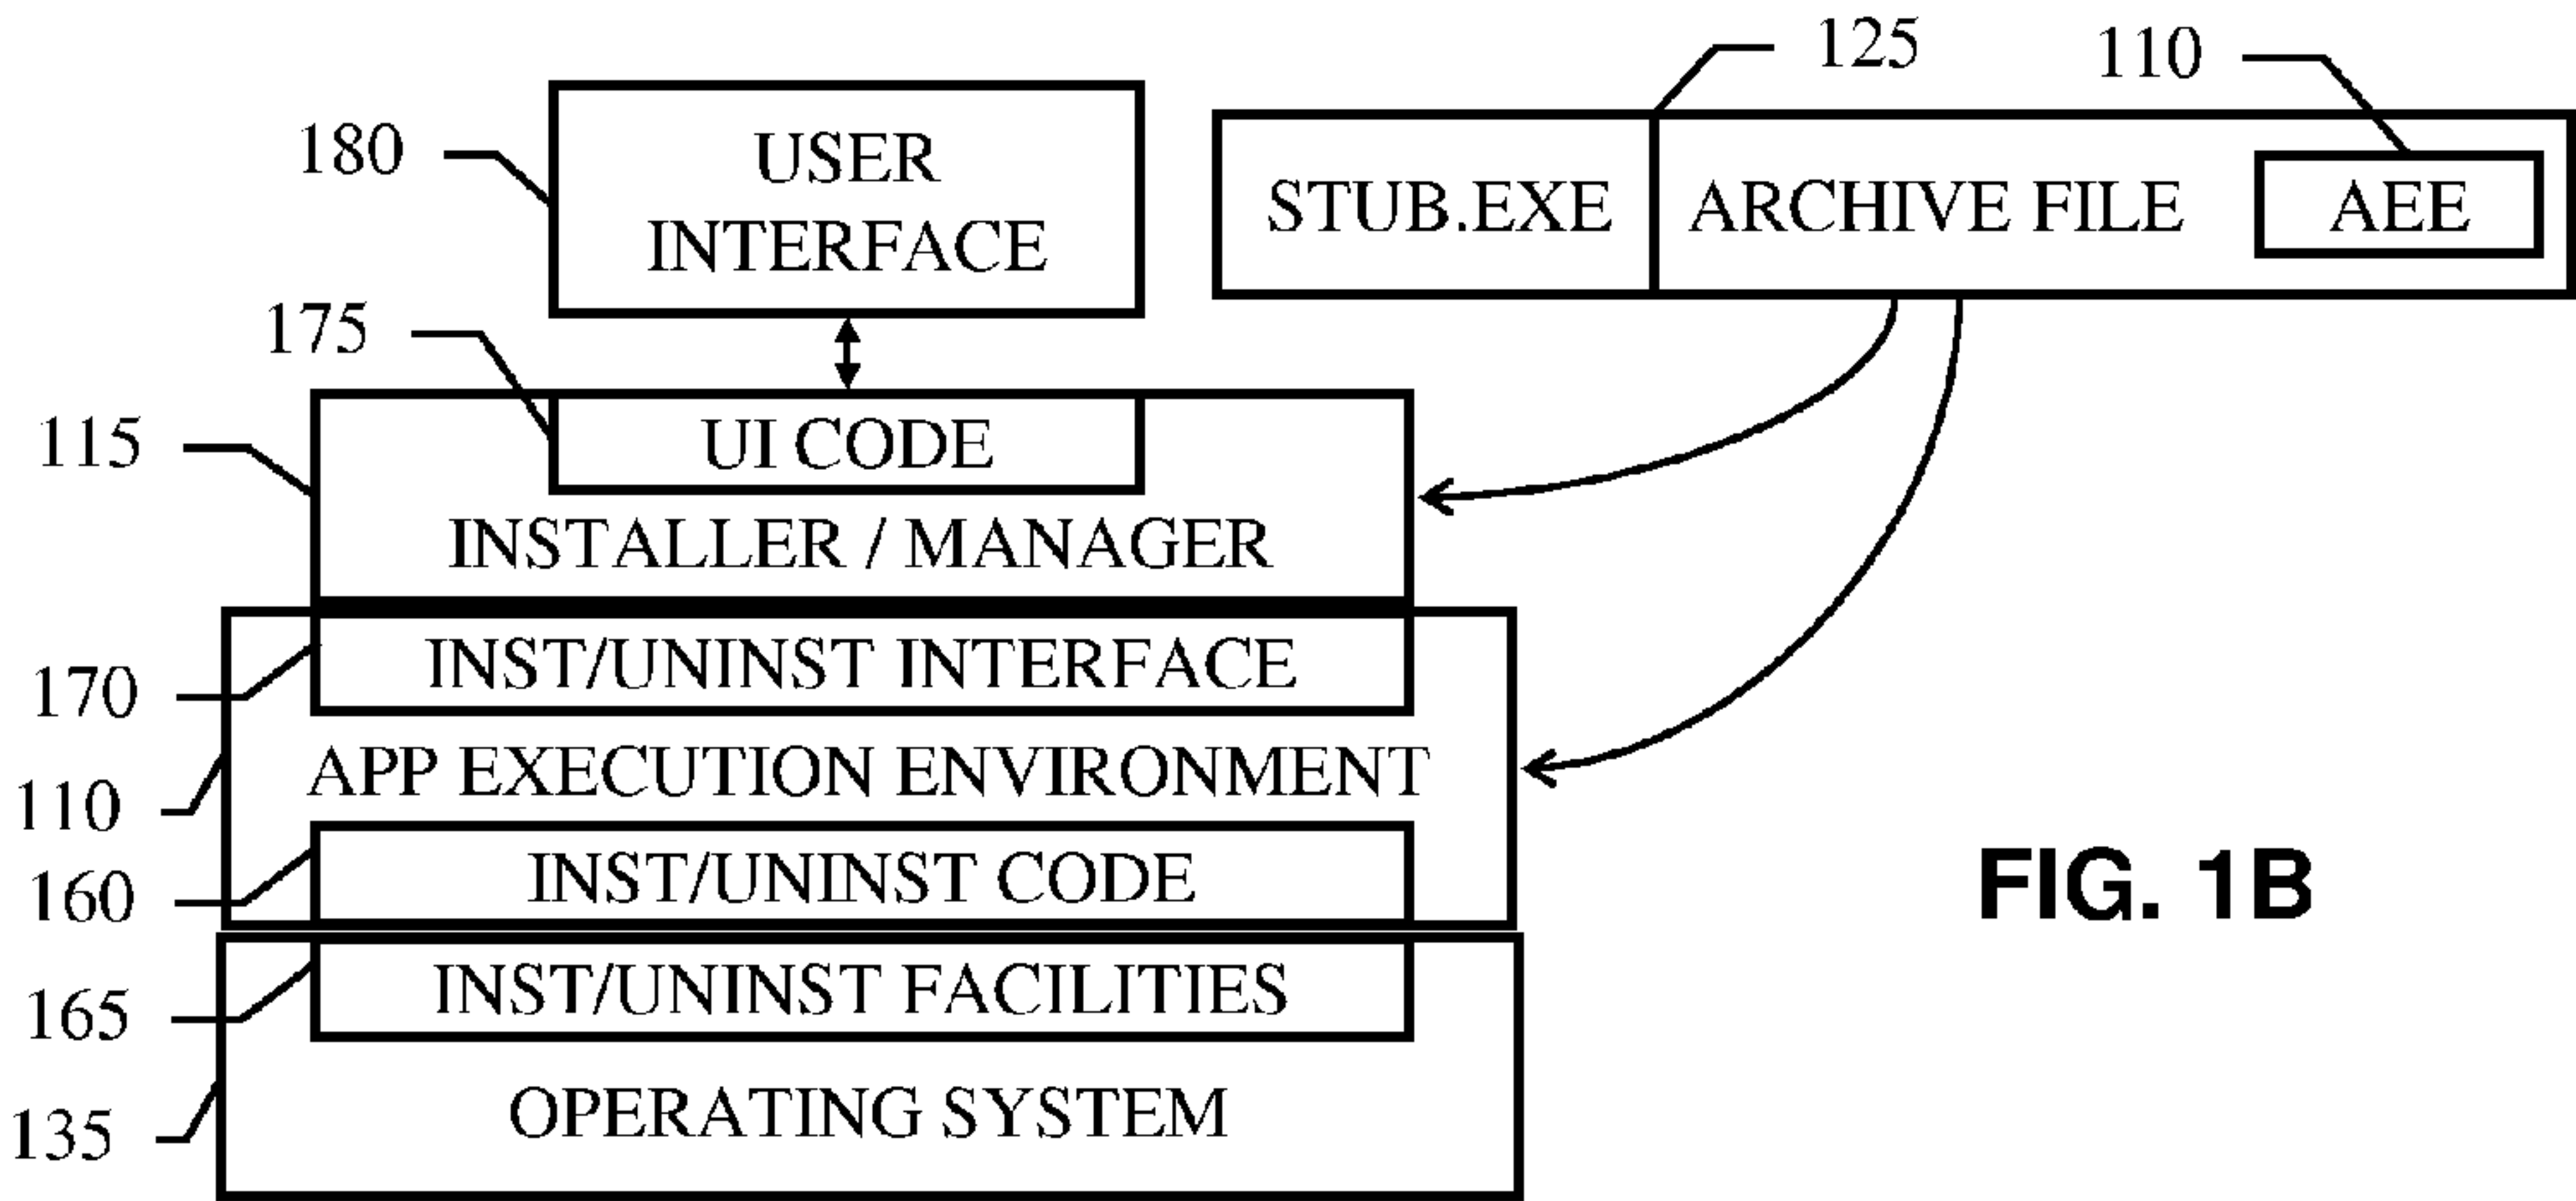 125
110
180
USER
INTERFACE
STUB.EXE
ARCHIVE FILE
AEE
175
115
UI CODE
INSTALLER / MANAGER
170
INST/UNINST INTERFACE
110
APP EXECUTION ENVIRONMENT
160
INST/UNINST CODE
FIG. 1B
165
INST/UNINST FACILITIES
135
OPERATING SYSTEM